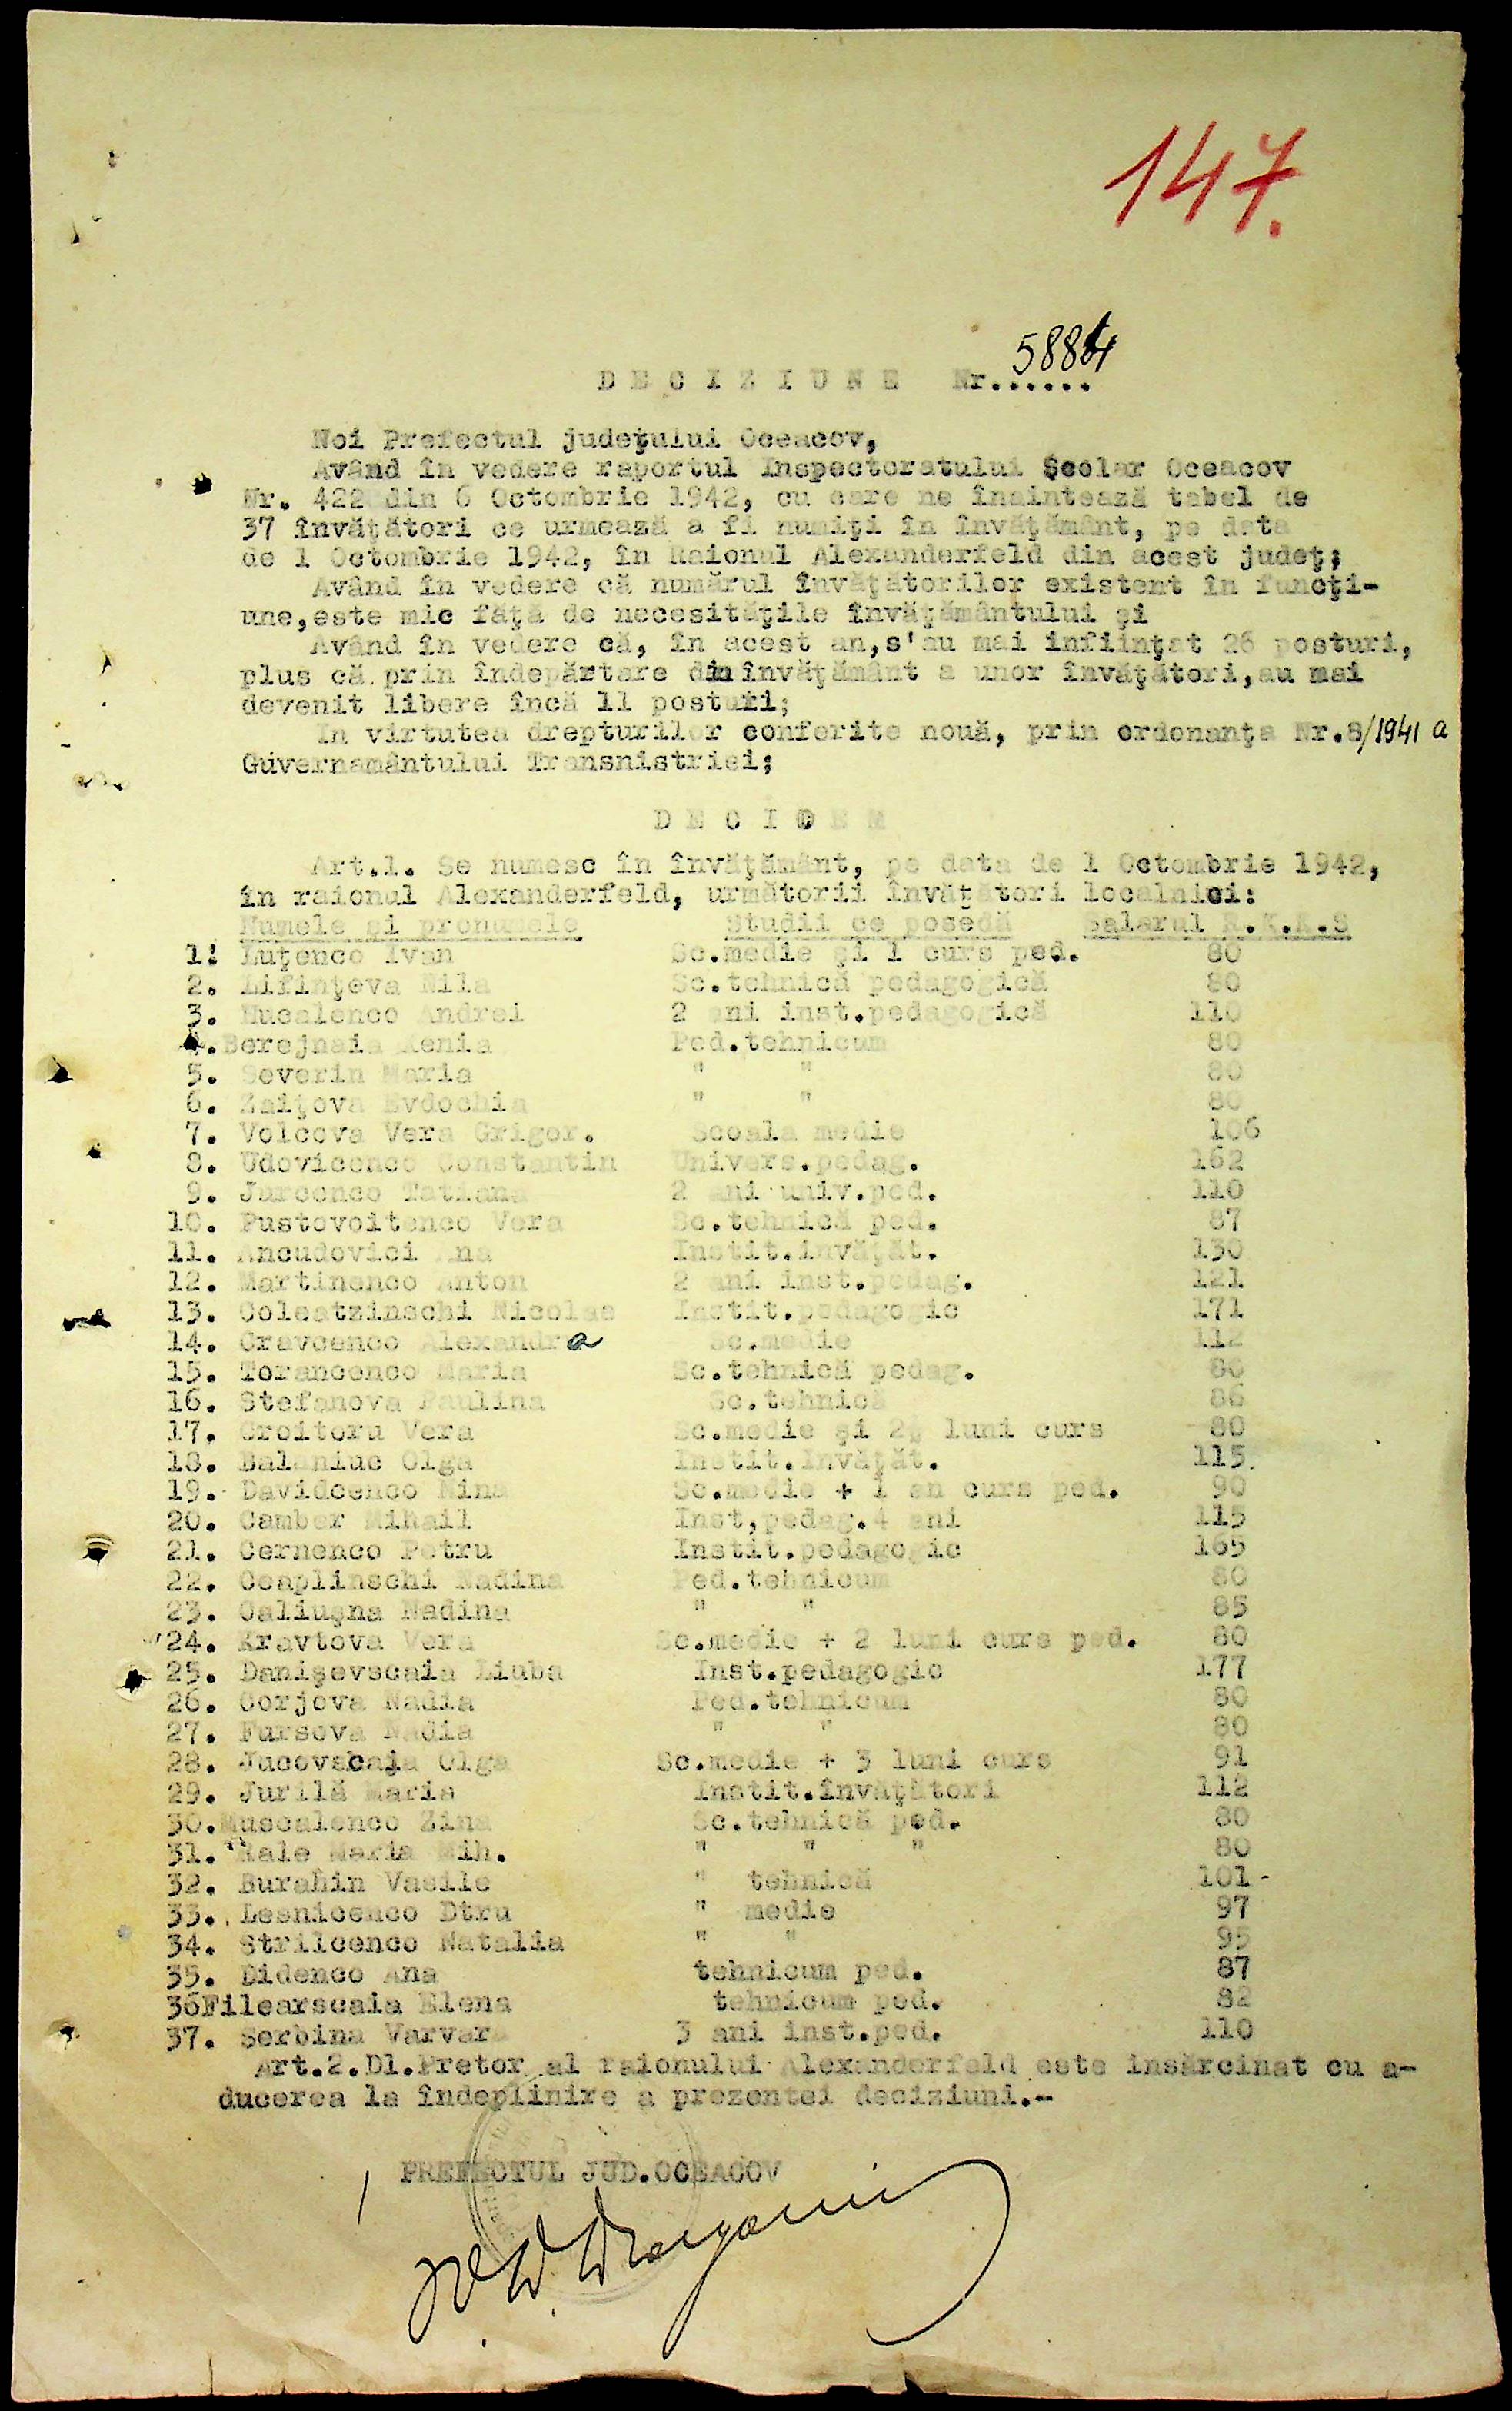 147.
5884
D E C I Z I U N E Nr......
Noi Prefectul judeţului Oceacov,
Având în vedere raportul Inspectoratului Şcolar Oceacov
Nr. 422 din 6 Octombrie 1942, cu care ne înaintează tabel de
37 învăţători ce urmează a fi numiţi în învăţământ, pe data
de 1 Octombrie 1942, în Raionul Alexanderfeld din acest judeţ;
Având în vedere că numărul învăţătorilor existent în funcţi-
une,este mic făţă de necesităţile învăţământului şi
Având în vedere că, în acest an,s'au mai infiinţat 26 posturi,
plus că prin îndepărtare din învăţământ a unor învăţători,au mai
devenit libere încă 11 posturi;
In virtutea drepturilor conferite nouă, prin ordonanţa Nr.8/1941 a
Guvernamântului Transnistriei;
D E C I D E M
Art.1. Se numesc în învăţământ, pe data de 1 Octombrie 1942,
în raionul Alexanderfeld, următorii învăţători localnici:
Numele şi pronumele Studii ce posedă Salarul R.K.K.S
1. Luţenco Ivan Sc.medie şi 1 curs ped. 80
2. Lifinţeva Nila Sc.tehnică pedagogică 80
3. Mucalenco Andrei 2 ani inst.pedagogică 110
4.Berejnaia Xenia Ped.tehnicum 80
5. Severin Maria " " 80
6. Zaiţova Evdochia " " 80
7. Volcova Vera Grigor. Scoala medie 106
8. Udovicenco Constantin Univers.pedag. 162
9. Jurcenco Tatiana 2 ani univ.ped. 110
10. Pustovoitenco Vera Sc.tehnică ped. 87
11. Ancudovici Ana Instit.învăţăt. 130
12. Martinenco Anton 2 ani inst.pedag. 121
13. Coleatzinschi Nicolae Instit.pedagogic 171
14. Cravcenco Alexandra Sc.medie 112
15. Torancenco Maria Sc.tehnică pedag. 80
16. Stefanova Paulina Sc.tehnică 86
17. Croitoru Vera Sc.medie şi 2½ luni curs 80
18. Balaniuc Olga Instit.învăţăt. 115.
19. Davidcenco Nina Sc.medie + 1 an curs ped. 90
20. Camber Mihail Inst,pedag.4 ani 115
21. Cernenco Petru Instit.pedagogic 165
22. Ceaplinschi Nadina Ped.tehnicum 80
23. Caliuşna Nadina " " 85
24. Kravtova Vera Sc.medie + 2 luni curs ped. 80
25. Danişevscaia Liuba Inst.pedagogic 177
26. Corjova Nadia Ped.tehnicum 80
27. Fursova Nadia " " 80
28. Jucovscaia Olga Sc.medie + 3 luni curs 91
29. Jurilă Maria Instit.învăţători 112
30.Muscalenco Zina Sc.tehnică ped. 80
31. Rale Maria Mih. " " " 80
32. Burahin Vasile " tehnică 101-
33. Lesnicenco Dtru " medie 97
34. Strilcenco Natalia " " 95
35. Didenco Ana tehnicum ped. 87
36Filearscaia Elena tehnicum ped. 82
37. Serbina Varvara 3 ani inst.ped. 110
Art.2.Dl.Pretor al raionului Alexanderfeld este însărcinat cu a-
ducerea la îndeplinire a prezentei deciziuni.-
PREFECTUL JUD.OCEACOV